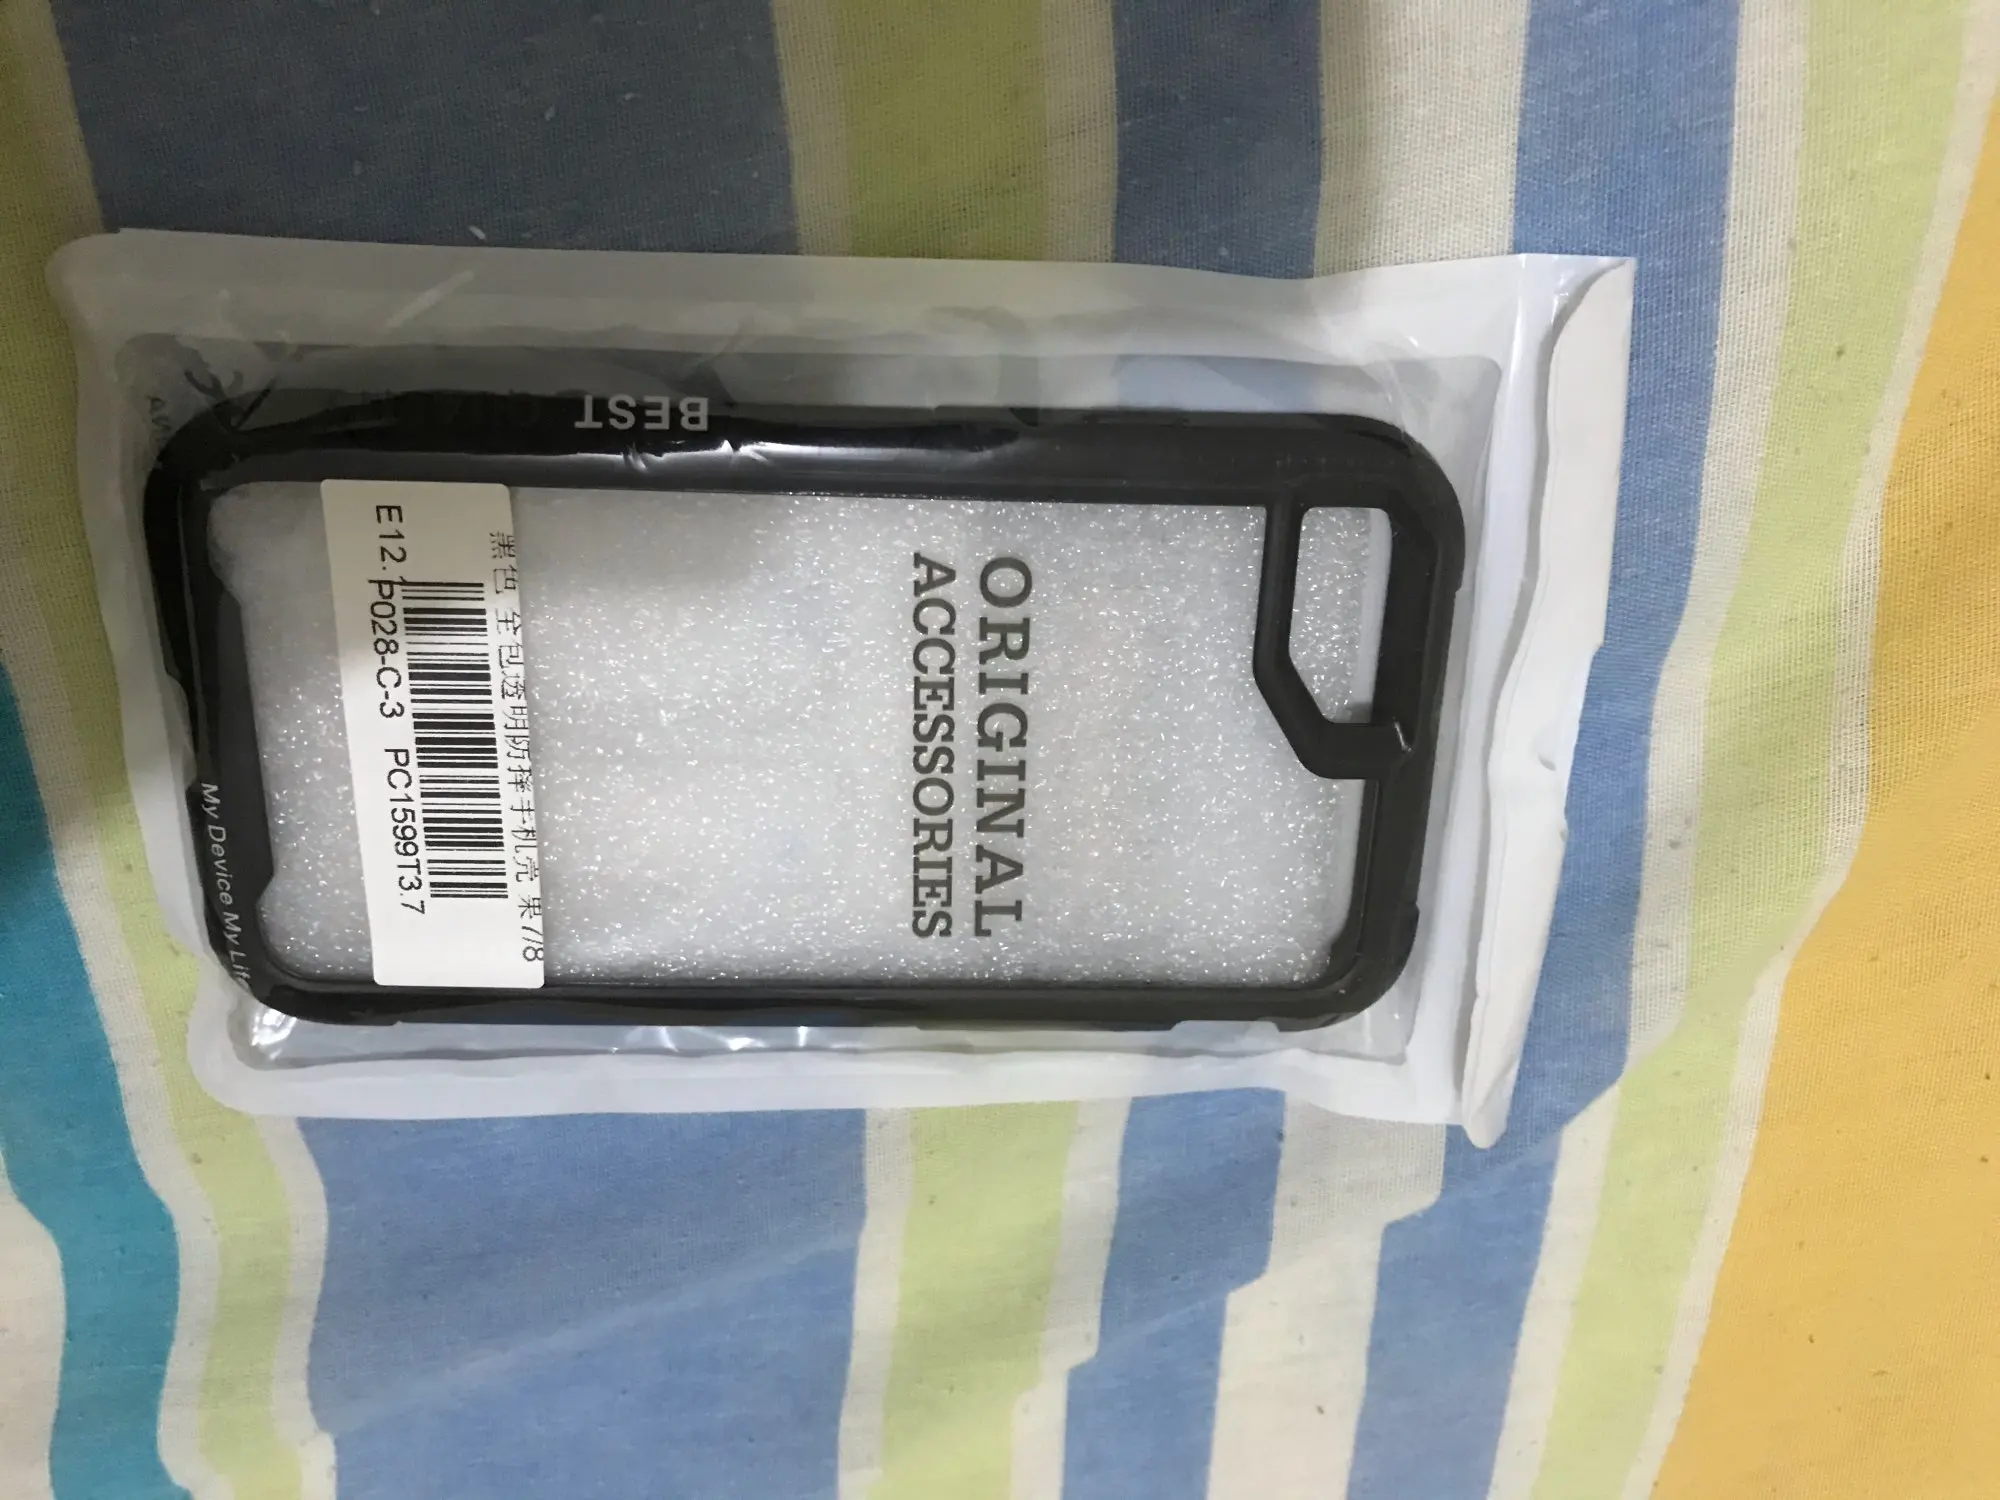 BEST
ORIGINAL
ACCESSORIES
黑色 全包透明防摔手机壳 果7/8
E12. P028-C-3 PC1599T3.7
My Device My Life